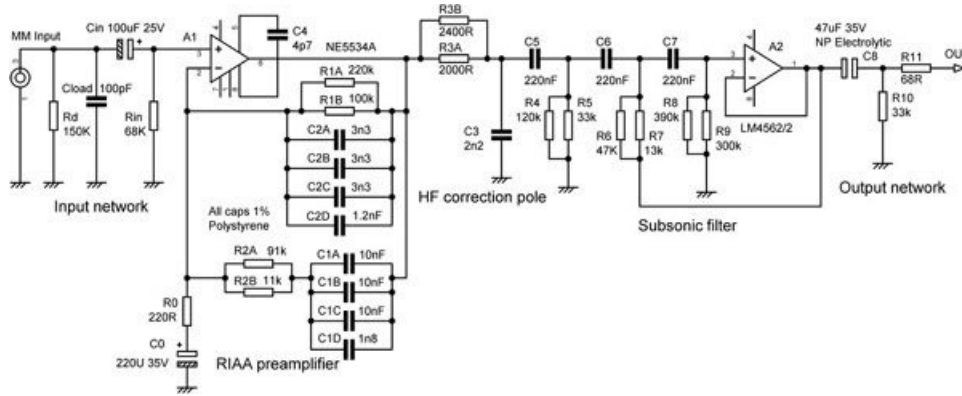 MM Input
Cin 100uF 25V
A1
C4
4p7
NE5534A
R3B
2400R
R3A
2000R
C5
C6
C7
A2
47uF 35V
NP Electrolytic
C8
R11
68R
OU
Cload
100pF
Rd
150K
Rin
68K
R1A
220k
R1B
100k
C2A
3n3
C2B
3n3
C2C
3n3
C2D
1.2nF
C3
2n2
220nF
220nF
220nF
R4
120k
R5
33k
R6
47K
R7
13k
R8
390k
R9
300k
LM4562/2
R10
33k
Input network
All caps 1%
Polystyrene
HF correction pole
Subsonic filter
Output network
R2A
91k
R2B
11k
C1A
10nF
C1B
10nF
C1C
10nF
C1D
1n8
R0
220R
C0
220U 35V
RIAA preamplifier